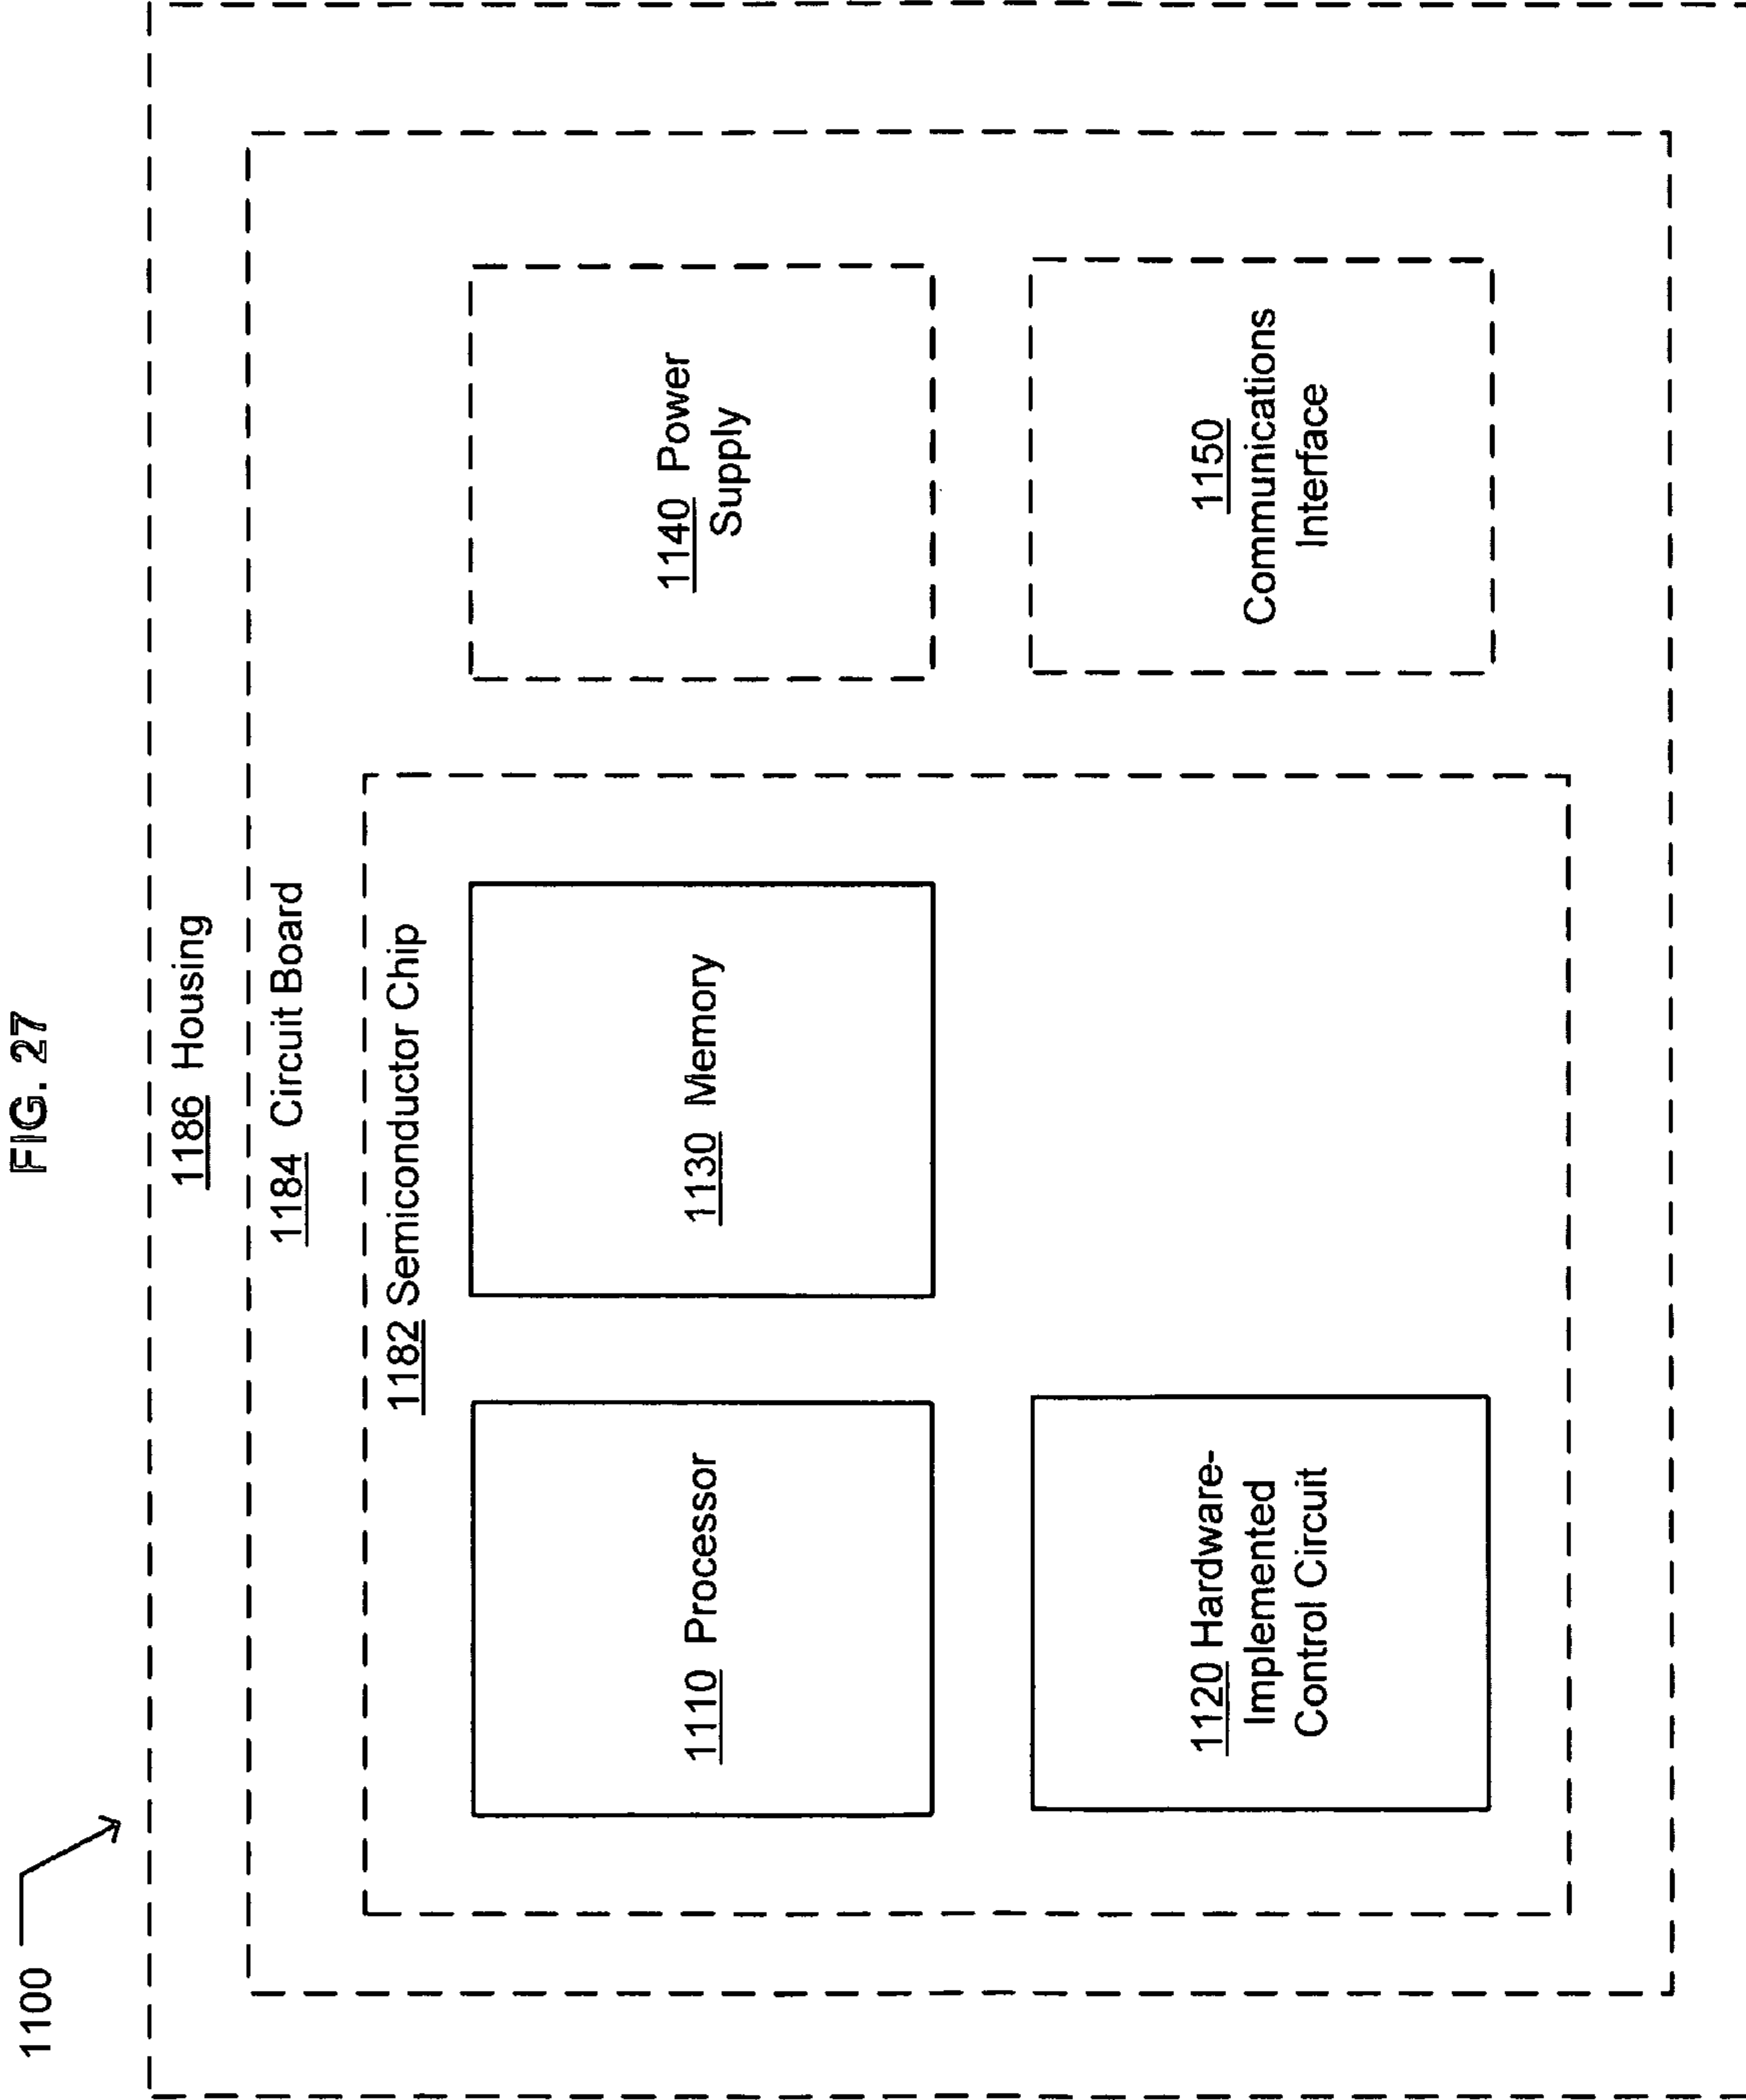 FIG. 27
1100
1186 Housing
1184 Circuit Board
1182 Semiconductor Chip
1110 Processor
1130 Memory
1140 Power
Supply
1120 Hardware-
Implemented
Control Circuit
1150
Communications
Interface